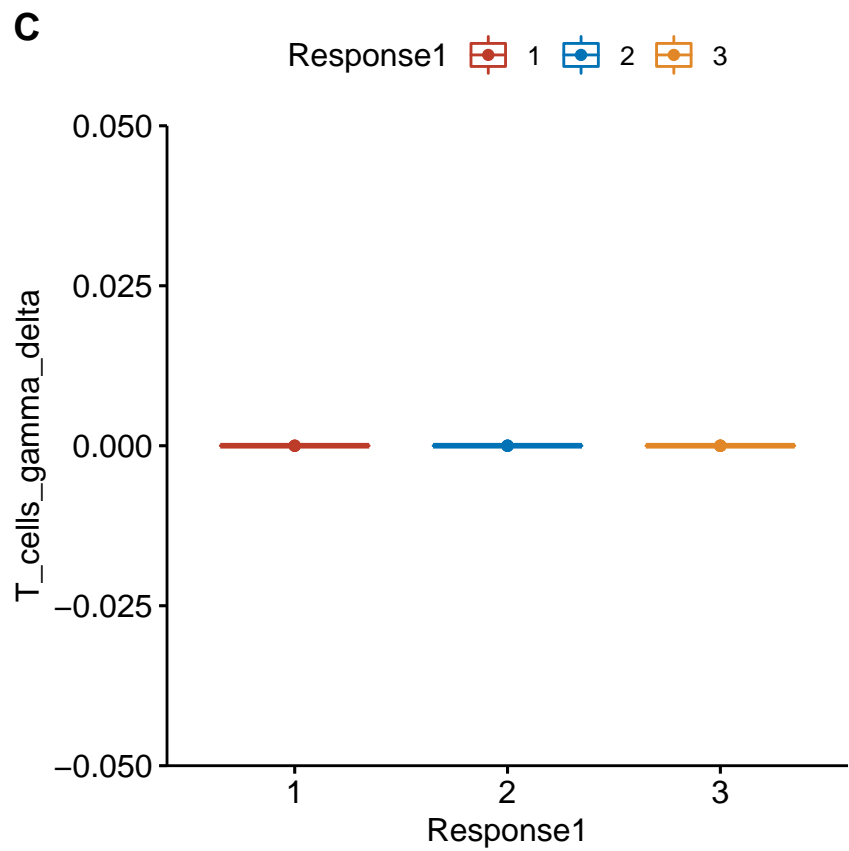 C
Response1 1 2 3
0.050
0.025
0.000
−0.025
−0.050
T_cells_gamma_delta
1 2 3
Response1